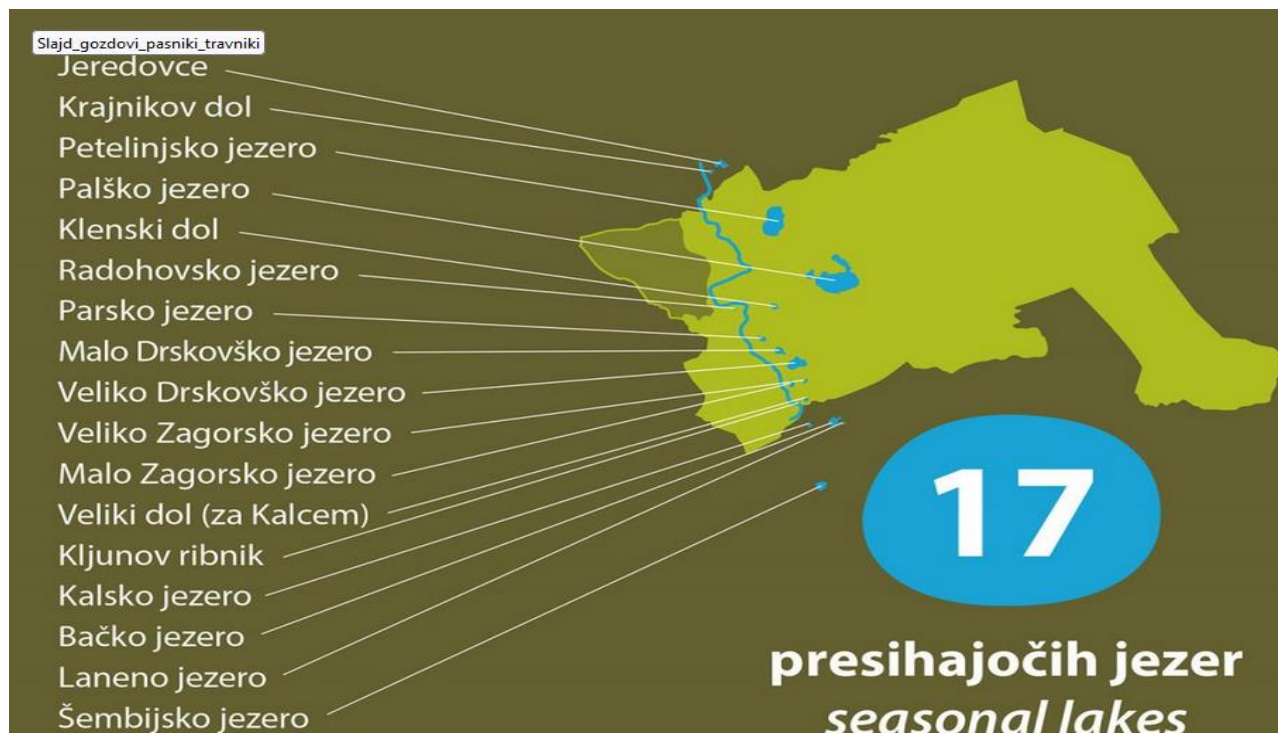 Slajd_gozdovi_pasniki_travniki
Jeredovce
Krajnikov dol
Petelinjsko jezero
Palško jezero
Klenski dol
Radohovsko jezero
Parsko jezero
Malo Drskovško jezero
Veliko Drskovško jezero
Veliko Zagorsko jezero
Malo Zagorsko jezero
Veliki dol (za Kalcem)
Kljunov ribnik
Kalsko jezero
Bačko jezero
Laneno jezero
Šembijsko jezero
17
presihajočih jezer
seasonal lakes